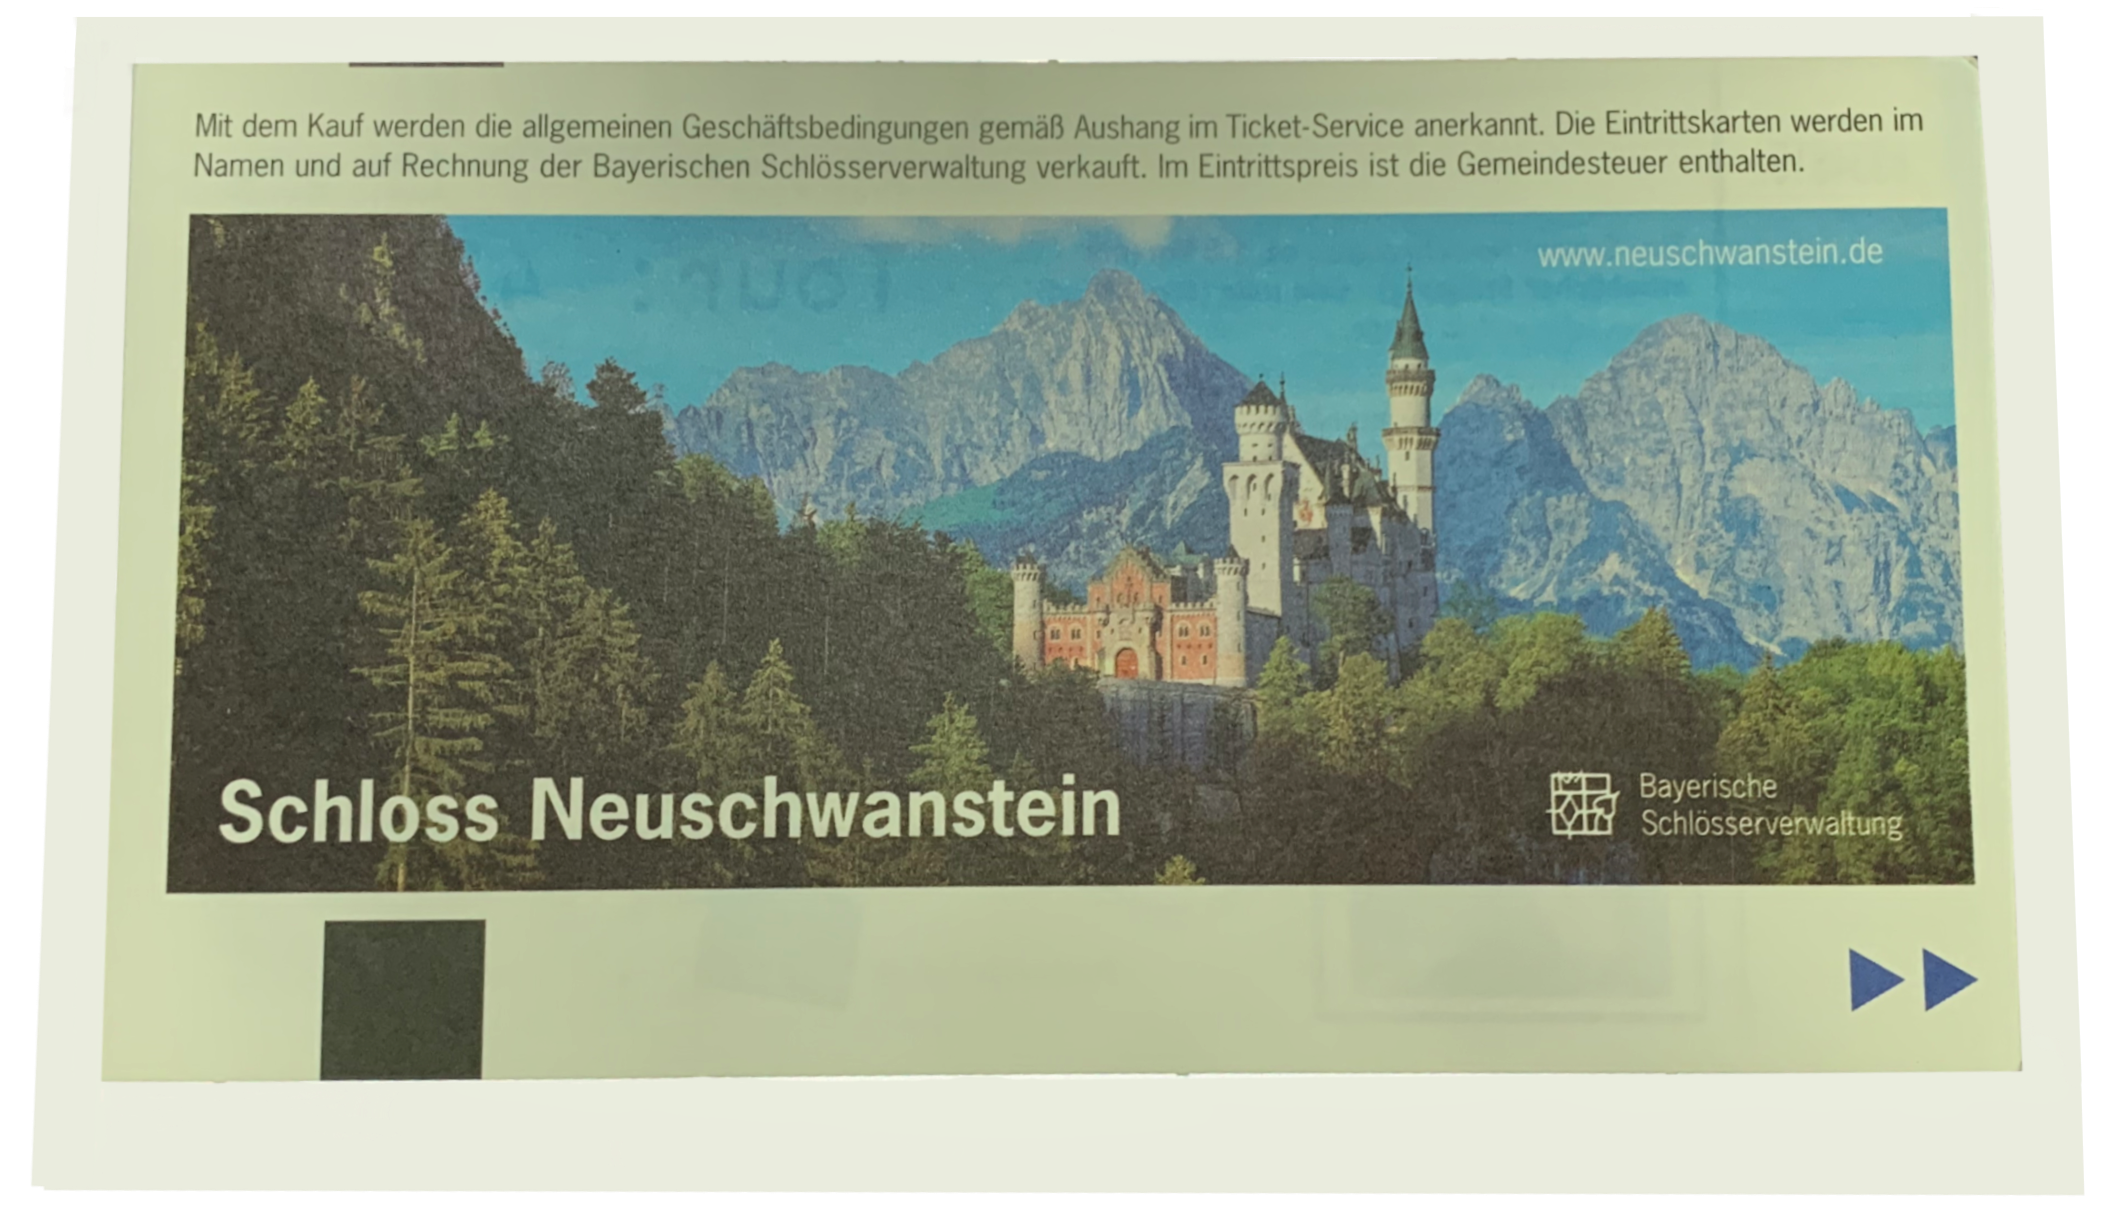 Mit dem Kauf werden die allgemeinen Geschäftsbedingungen gemäß Aushang im Ticket-Service anerkannt. Die Eintrittskarten werden im
Namen und auf Rechnung der Bayerischen Schlösserverwaltung verkauft. Im Eintrittspreis ist die Gemeindesteuer enthalten.
www.neuschwanstein.de
Schloss Neuschwanstein
Bayerische
Schlösserverwaltung